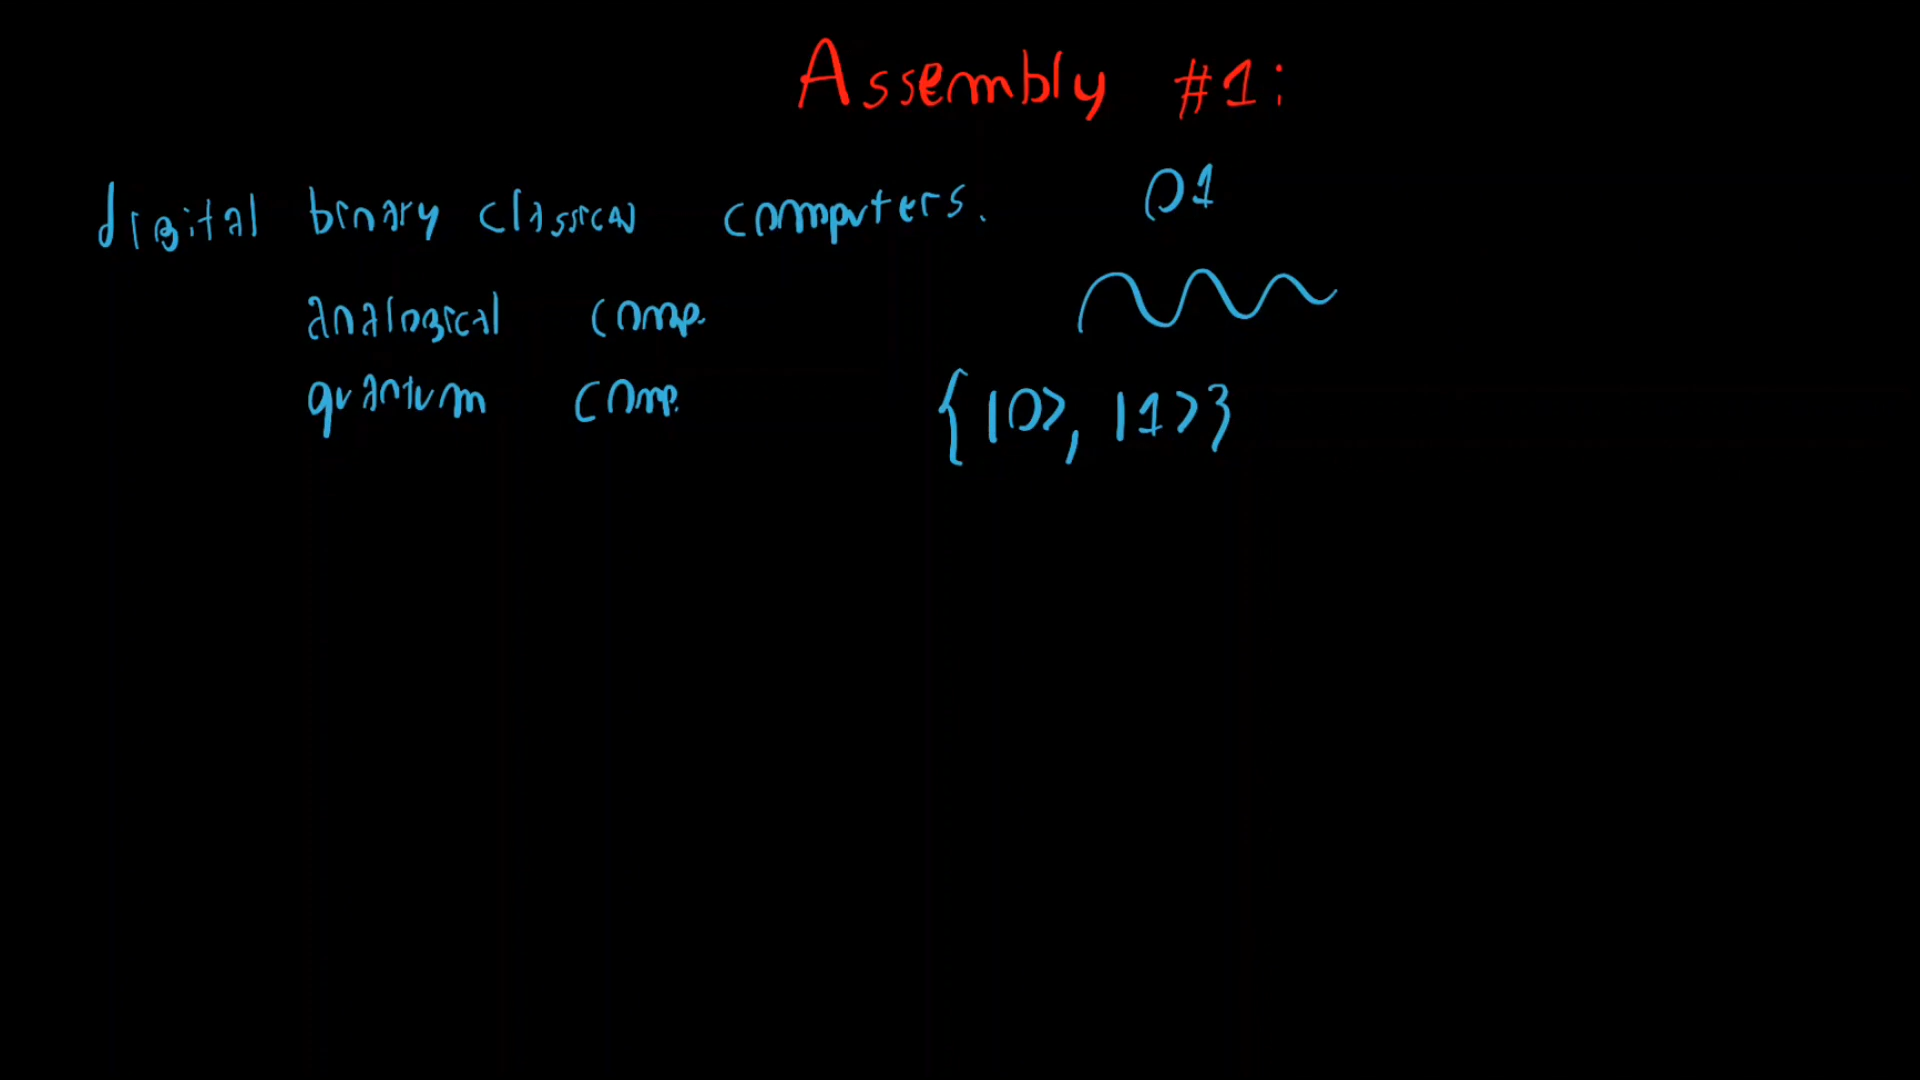 Assembly #1:
digital binary classical computers. 01
analogical comp.
quantum comp. {|0>, |1>}